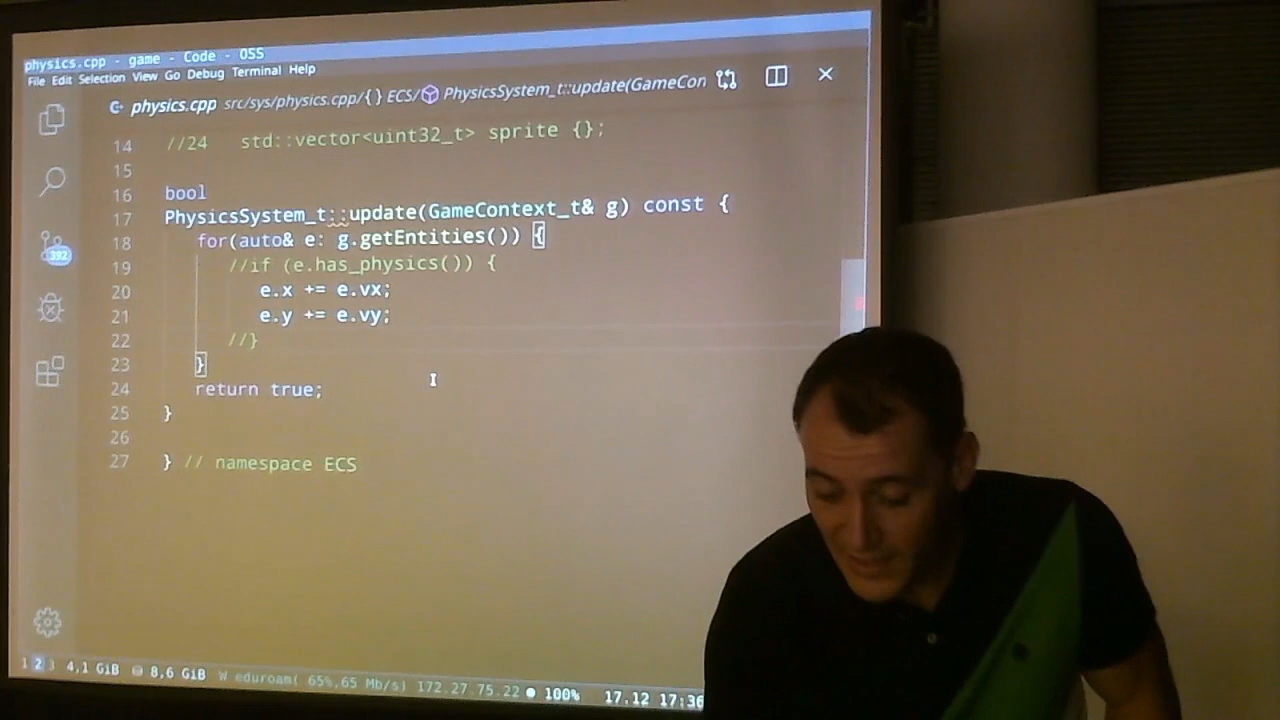 physics.cpp - game - Code - OSS
File Edit Selection View Go Debug Terminal Help
physics.cpp src/sys/physics.cpp/{} ECS/ PhysicsSystem_t::update(GameCon
14 //24 std::vector<uint32_t> sprite {};
15
16 bool
17 PhysicsSystem_t::update(GameContext_t& g) const {
18 for(auto& e: g.getEntities()) {
19 //if (e.has_physics()) {
20 e.x += e.vx;
21 e.y += e.vy;
22 //}
23 }
24 return true;
25 }
26
27 } // namespace ECS
392
1 2 3 4,1 GiB 8,6 GiB W eduroam( 65%,65 Mb/s) 172.27.75.22 100% 17.12 17:36